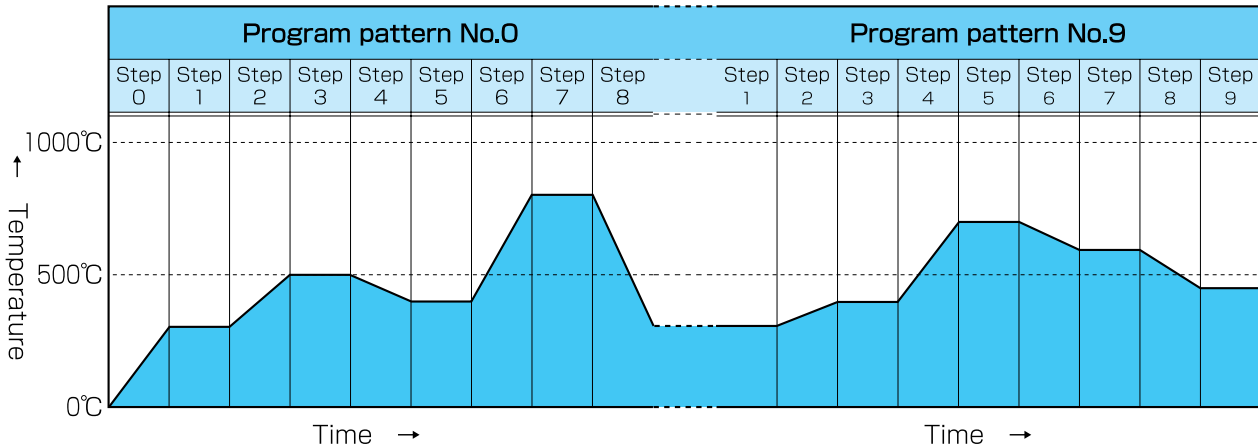 Program pattern No.0 Program pattern No.9
Step Step Step Step Step Step Step Step Step Step Step Step Step Step Step Step Step Step
0 1 2 3 4 5 6 7 8 1 2 3 4 5 6 7 8 9
1000℃
500℃
0℃
Temperature →
Time → Time →